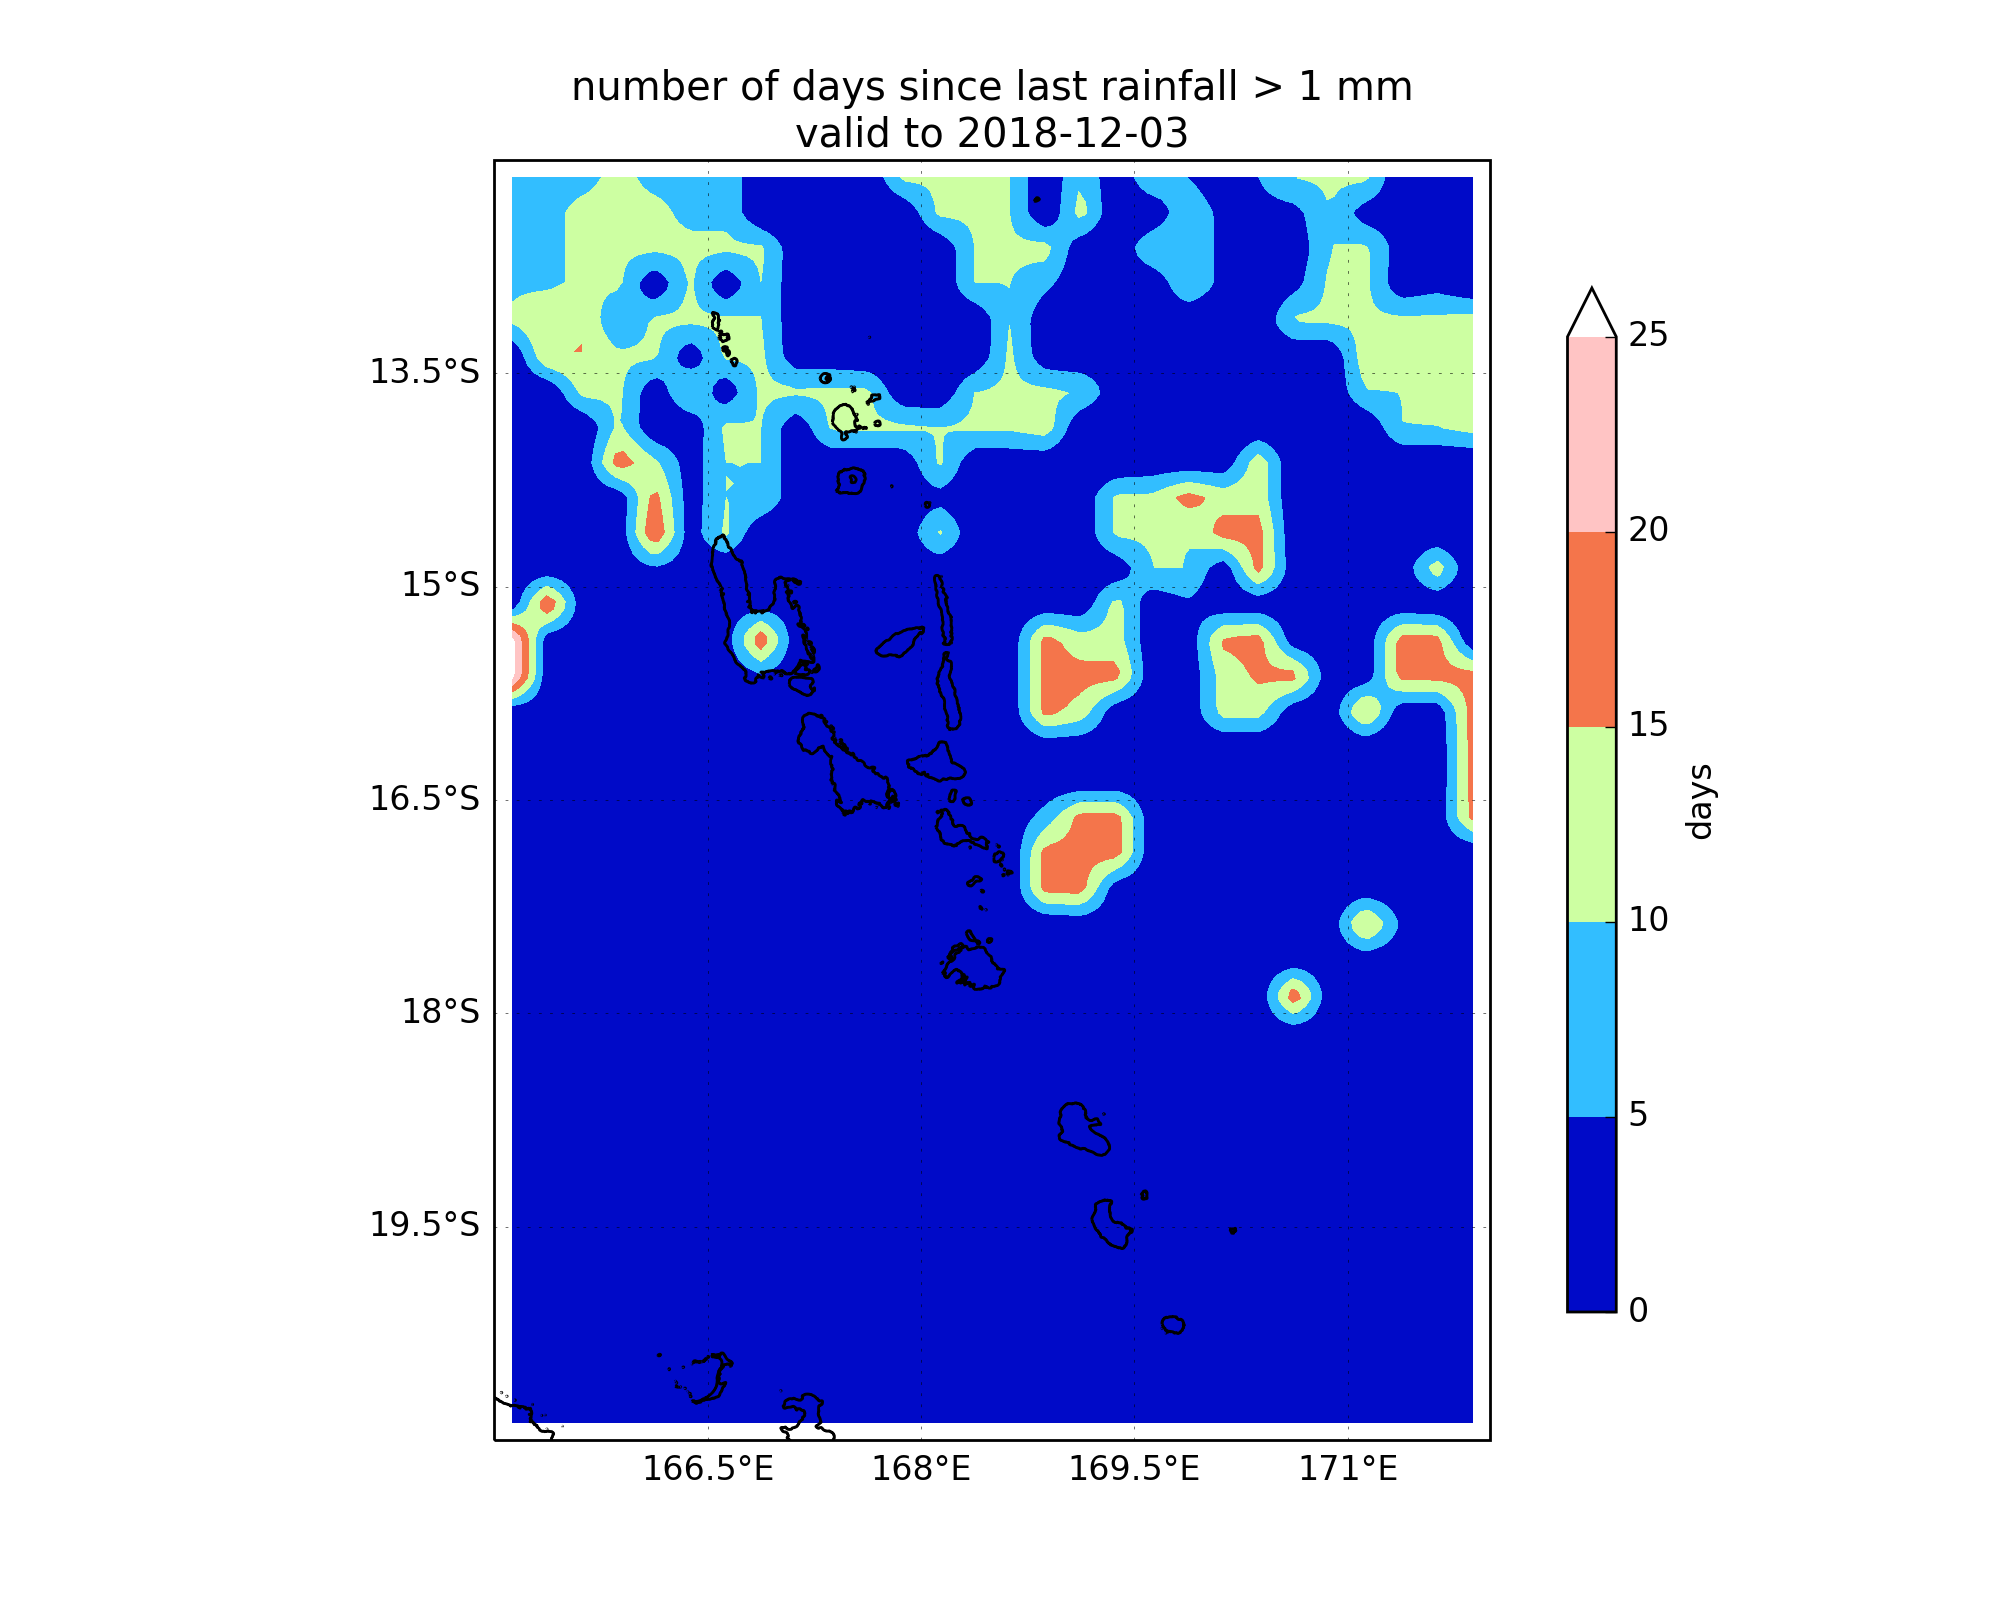 number of days since last rainfall > 1 mm
valid to 2018-12-03
13.5°S
15°S
16.5°S
18°S
19.5°S
166.5°E
168°E
169.5°E
171°E
25
20
15
10
5
0
days